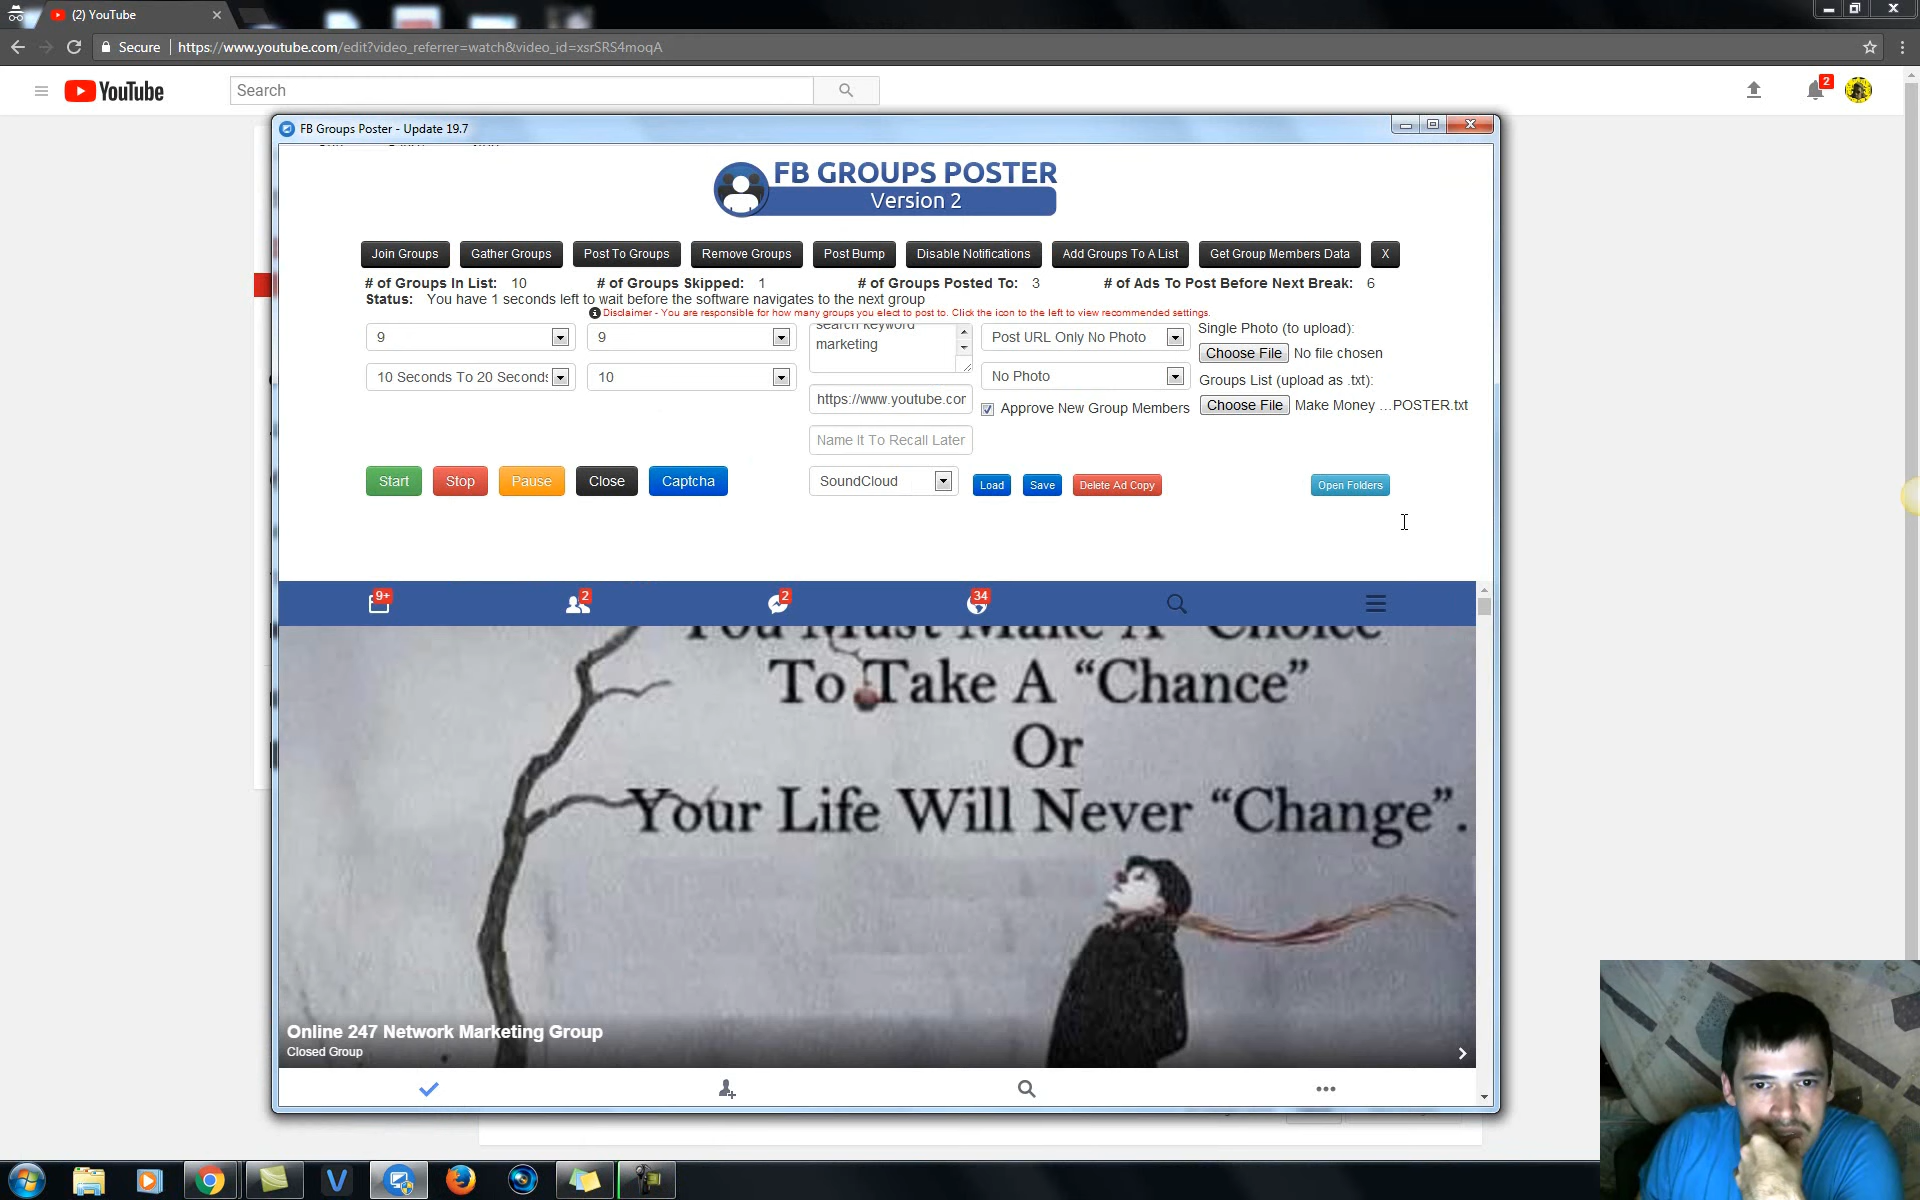 (2) YouTube
Secure
https://www.youtube.com/edit?video_referrer=watch&video_id=xsrSRS4moqA
YouTube
Search
2
FB Groups Poster - Update 19.7
FB GROUPS POSTER
Version 2
Join Groups
Gather Groups
Post To Groups
Remove Groups
Post Bump
Disable Notifications
Add Groups To A List
Get Group Members Data
X
# of Groups In List: 10
# of Groups Skipped: 1
# of Groups Posted To: 3
# of Ads To Post Before Next Break: 6
Status: You have 1 seconds left to wait before the software navigates to the next group
Disclaimer - You are responsible for how many groups you elect to post to. Click the icon to the left to view recommended settings.
9
9
search keyword
marketing
Post URL Only No Photo
Single Photo (to upload):
Choose File No file chosen
10 Seconds To 20 Seconds
10
No Photo
Groups List (upload as .txt):
https://www.youtube.cor
Approve New Group Members
Choose File Make Money ...POSTER.txt
Name It To Recall Later
Start
Stop
Pause
Close
Captcha
SoundCloud
Load
Save
Delete Ad Copy
Open Folders
9+
2
2
34
You Must Make A “Choice
To Take A “Chance”
Or
Your Life Will Never “Change”.
Online 247 Network Marketing Group
Closed Group